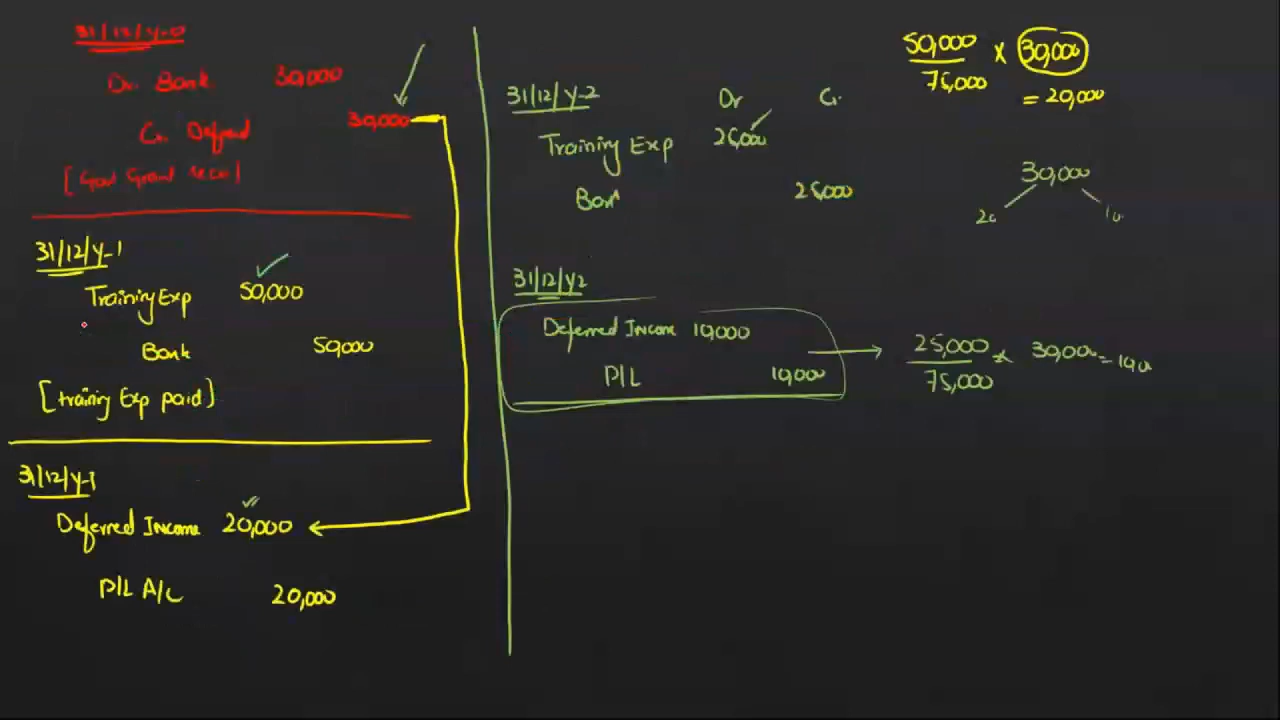 31/12/Y-0
Dr. Bank 30,000
Cr. Deferred 30,000
31/12/Y-1
Training Exp 50,000
Bank 50,000
[training Exp paid]
31/12/Y-1
Deferred Income 20,000
P/L A/C 20,000
31/12/Y-2 Dr Cr.
Training Exp 25,000
Bank 25,000
31/12/Y2
Deferred Income 10,000
P/L 10,000
50,000
75,000
× 30,000
= 20,000
30,000
25,000
75,000
× 30,000 =